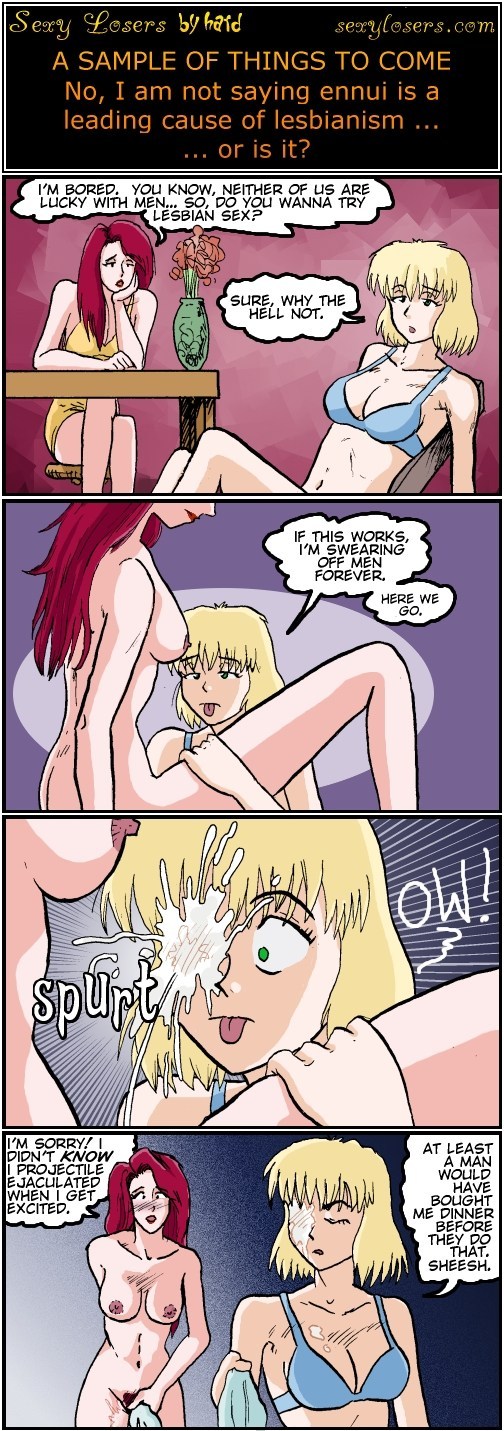 Sexy Losers by hard sexylosers.com
A SAMPLE OF THINGS TO COME
No, I am not saying ennui is a
leading cause of lesbianism ...
... or is it?
I'M BORED. YOU KNOW, NEITHER OF US ARE
LUCKY WITH MEN... SO, DO YOU WANNA TRY
LESBIAN SEX?
SURE, WHY THE
HELL NOT.
IF THIS WORKS,
I'M SWEARING
OFF MEN
FOREVER.
HERE WE
GO.
OW!
spurt
I'M SORRY! I
DIDN'T KNOW
I PROJECTILE
EJACULATED
WHEN I GET
EXCITED.
AT LEAST
A MAN
WOULD
HAVE
BOUGHT
ME DINNER
BEFORE
THEY DO
THAT.
SHEESH.